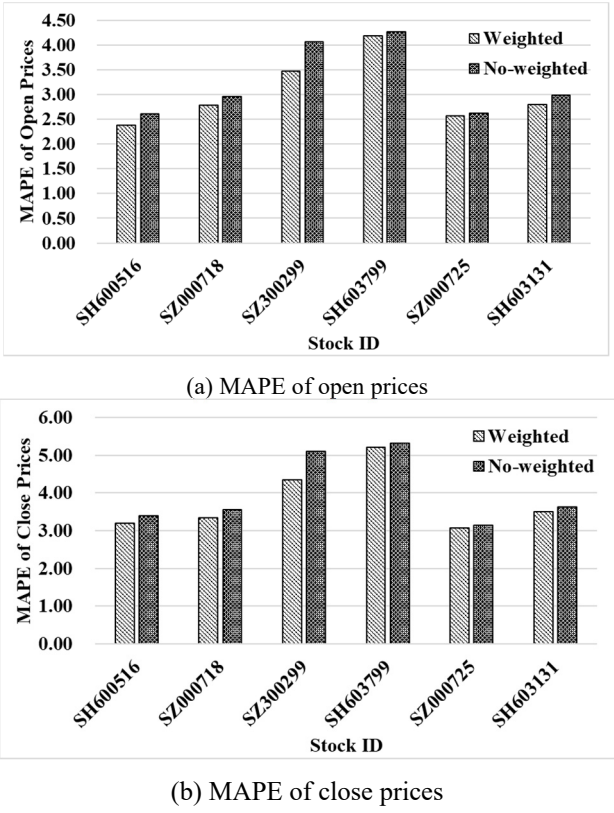 4.50
4.00
3.50
3.00
2.50
2.00
1.50
1.00
0.50
0.00
MAPE of Open Prices
Weighted
No-weighted
SH600516
SZ000718
SZ300299
SH603799
SZ000725
SH603131
Stock ID
(a) MAPE of open prices
6.00
5.00
4.00
3.00
2.00
1.00
0.00
MAPE of Close Prices
Weighted
No-weighted
SH600516
SZ000718
SZ300299
SH603799
SZ000725
SH603131
Stock ID
(b) MAPE of close prices